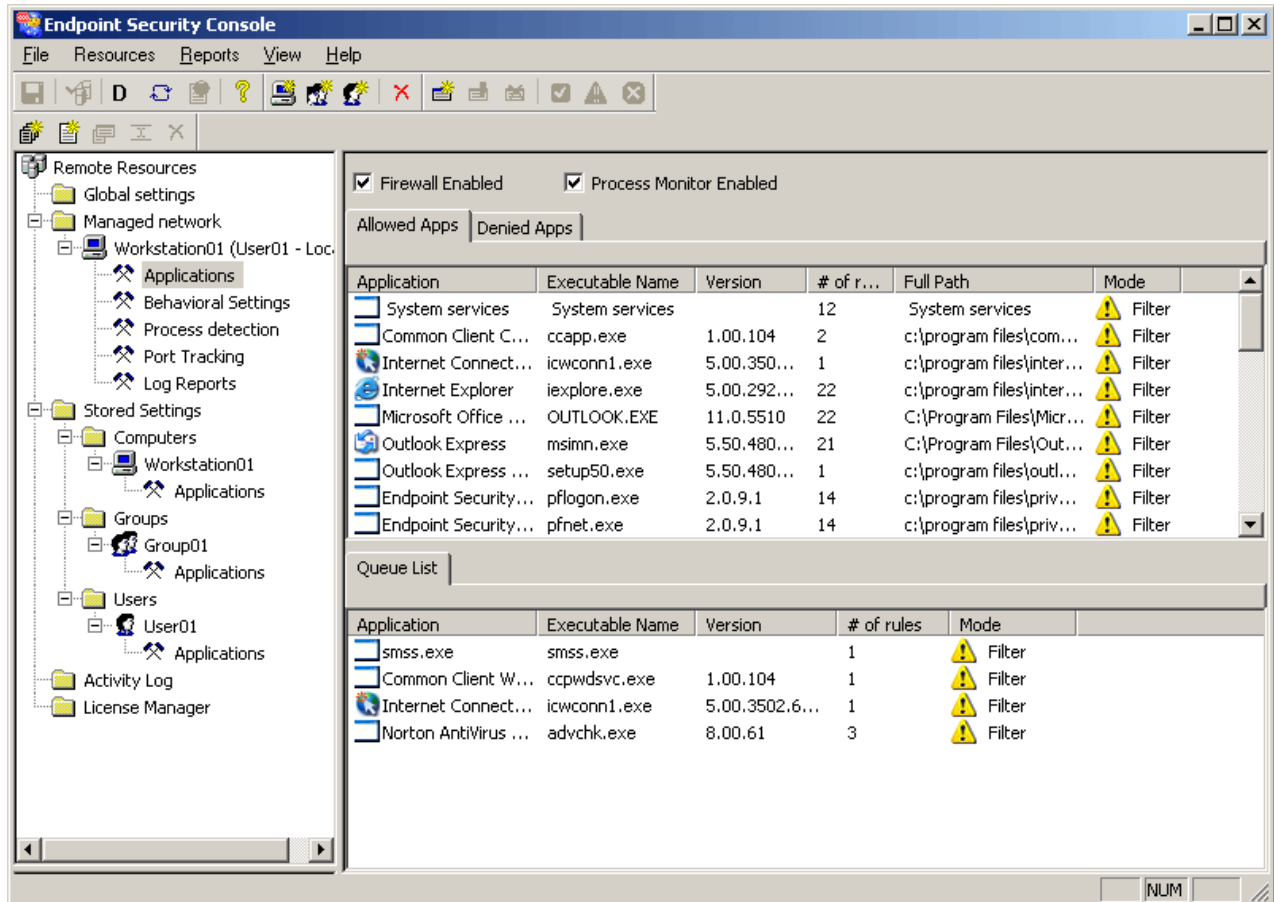 Endpoint Security Console
File Resources Reports View Help
D ?
Remote Resources
Global settings
Managed network
Workstation01 (User01 - Loc
Applications
Behavioral Settings
Process detection
Port Tracking
Log Reports
Stored Settings
Computers
Workstation01
Applications
Groups
Group01
Applications
Users
User01
Applications
Activity Log
License Manager
Firewall Enabled Process Monitor Enabled
Allowed Apps Denied Apps
Application Executable Name Version # of r... Full Path Mode
System services System services 12 System services Filter
Common Client C... ccapp.exe 1.00.104 2 c:\program files\com... Filter
Internet Connect... icwconn1.exe 5.00.350... 1 c:\program files\inter... Filter
Internet Explorer iexplore.exe 5.00.292... 22 c:\program files\inter... Filter
Microsoft Office ... OUTLOOK.EXE 11.0.5510 22 C:\Program Files\Micr... Filter
Outlook Express msimn.exe 5.50.480... 21 C:\Program Files\Out... Filter
Outlook Express ... setup50.exe 5.50.480... 1 c:\program files\outl... Filter
Endpoint Security... pflogon.exe 2.0.9.1 14 c:\program files\priv... Filter
Endpoint Security... pfnet.exe 2.0.9.1 14 c:\program files\priv... Filter
Queue List
Application Executable Name Version # of rules Mode
smss.exe smss.exe 1 Filter
Common Client W... ccpwdsvc.exe 1.00.104 1 Filter
Internet Connect... icwconn1.exe 5.00.3502.6... 1 Filter
Norton AntiVirus ... advchk.exe 8.00.61 3 Filter
NUM